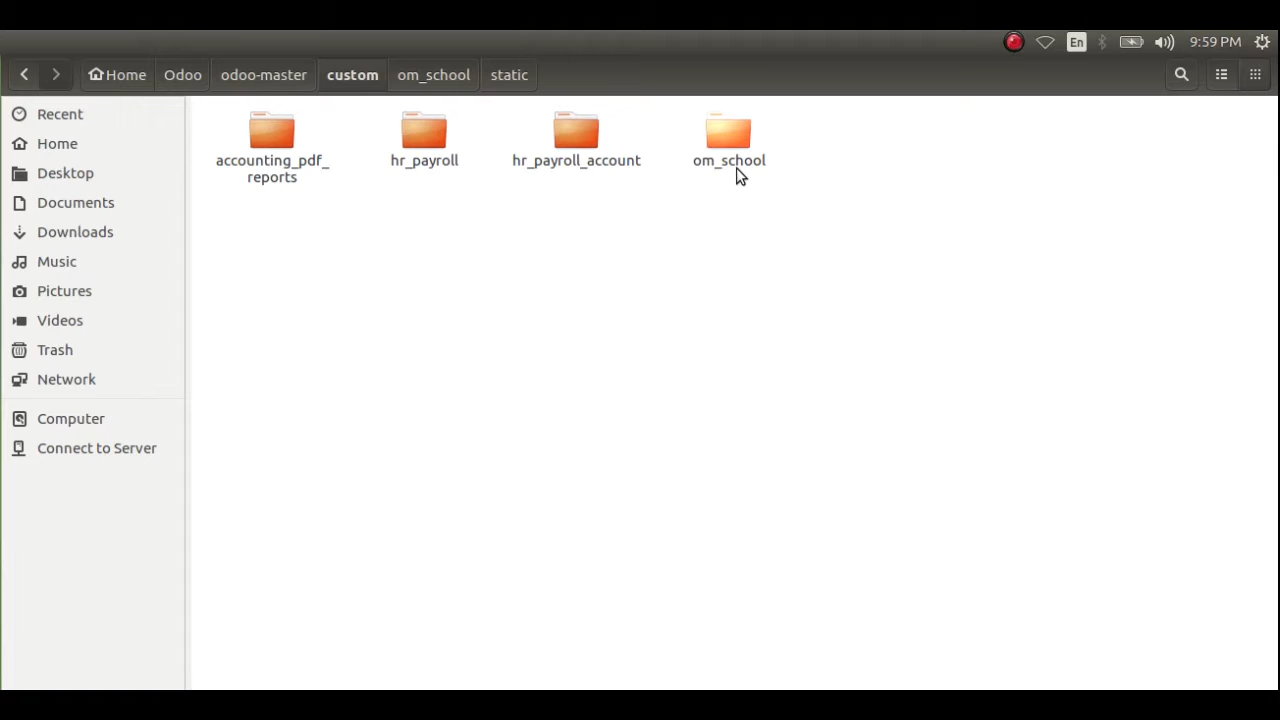 En 9:59 PM
Home Odoo odoo-master custom om_school static
Recent
Home
Desktop
Documents
Downloads
Music
Pictures
Videos
Trash
Network
Computer
Connect to Server
accounting_pdf_
reports
hr_payroll
hr_payroll_account
om_school